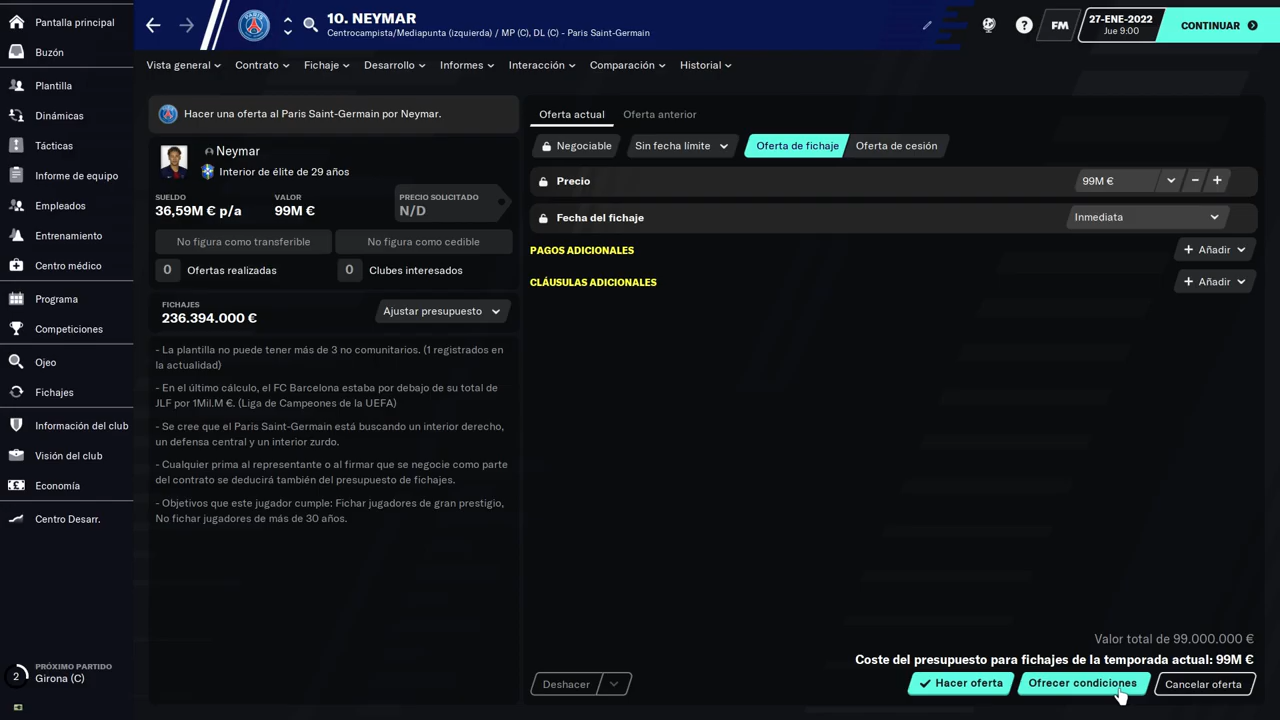 Pantalla principal
Buzón
Plantilla
Dinámicas
Tácticas
Informe de equipo
Empleados
Entrenamiento
Centro médico
Programa
Competiciones
Ojeo
Fichajes
Información del club
Visión del club
Economía
Centro Desarr.
2
PRÓXIMO PARTIDO
Girona (C)
10. NEYMAR
Centrocampista/Mediapunta (izquierda) / MP (C), DL (C) - Paris Saint-Germain
FM
27-ENE-2022
Jue 9:00
CONTINUAR
Vista general
Contrato
Fichaje
Desarrollo
Informes
Interacción
Comparación
Historial
Hacer una oferta al Paris Saint-Germain por Neymar.
Neymar
Interior de élite de 29 años
SUELDO
36,59M € p/a
VALOR
99M €
PRECIO SOLICITADO
N/D
No figura como transferible
No figura como cedible
0 Ofertas realizadas
0 Clubes interesados
FICHAJES
236.394.000 €
Ajustar presupuesto
- La plantilla no puede tener más de 3 no comunitarios. (1 registrados en
la actualidad)
- En el último cálculo, el FC Barcelona estaba por debajo de su total de
JLF por 1Mil.M €. (Liga de Campeones de la UEFA)
- Se cree que el Paris Saint-Germain está buscando un interior derecho,
un defensa central y un interior zurdo.
- Cualquier prima al representante o al firmar que se negocie como parte
del contrato se deducirá también del presupuesto de fichajes.
- Objetivos que este jugador cumple: Fichar jugadores de gran prestigio,
No fichar jugadores de más de 30 años.
Oferta actual
Oferta anterior
Negociable
Sin fecha límite
Oferta de fichaje
Oferta de cesión
Precio
99M €
Fecha del fichaje
Inmediata
PAGOS ADICIONALES
+ Añadir
CLÁUSULAS ADICIONALES
+ Añadir
Valor total de 99.000.000 €
Coste del presupuesto para fichajes de la temporada actual: 99M €
Deshacer
Hacer oferta
Ofrecer condiciones
Cancelar oferta